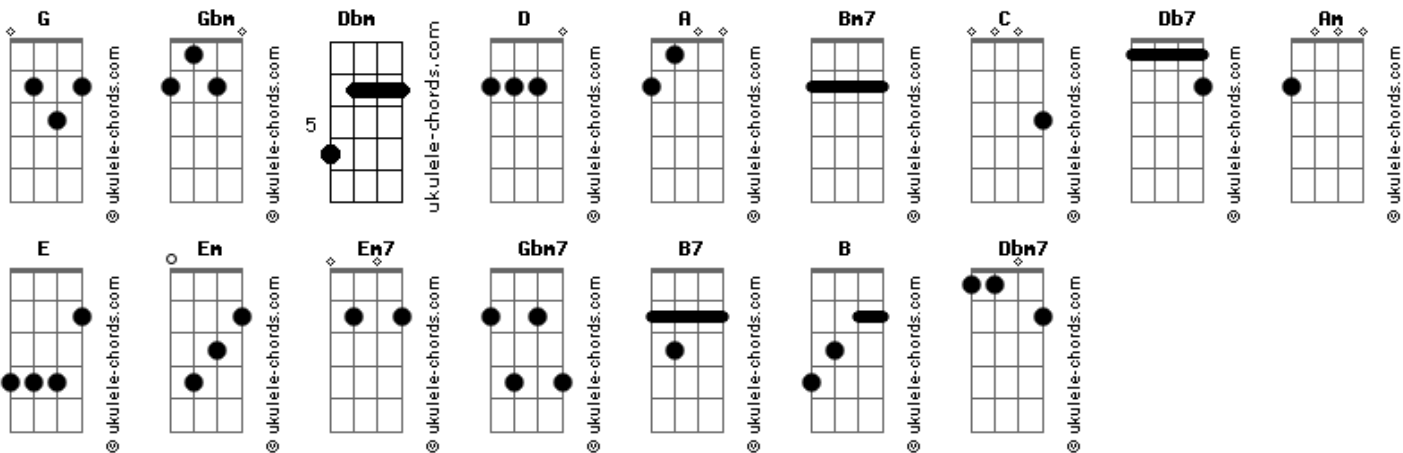 G Gbm Dbm D A Bm7 C Db7 Am
5
© ukulele-chords.com © ukulele-chords.com ukulele-chords.com © ukulele-chords.com © ukulele-chords.com © ukulele-chords.com © ukulele-chords.com © ukulele-chords.com © ukulele-chords.com
E Em Em7 Gbm7 B7 B Dbm7
© ukulele-chords.com © ukulele-chords.com © ukulele-chords.com © ukulele-chords.com © ukulele-chords.com © ukulele-chords.com © ukulele-chords.com